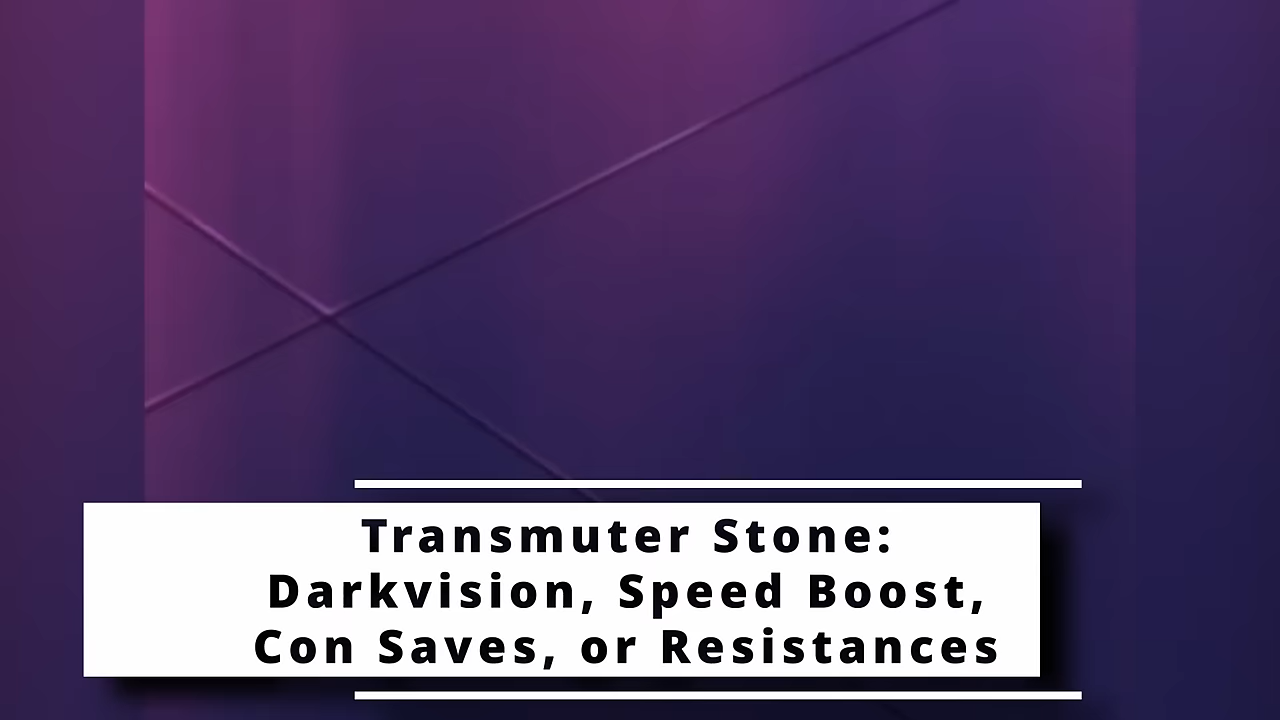 Transmuter Stone:
Darkvision, Speed Boost,
Con Saves, or Resistances